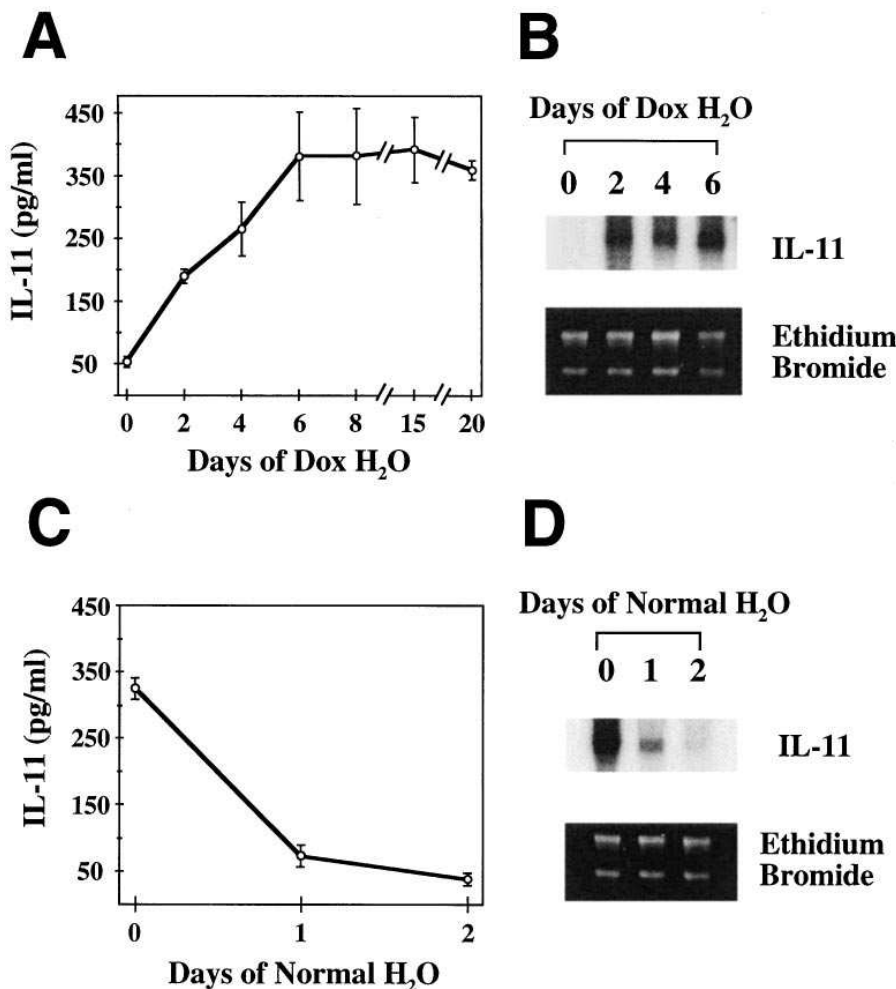 A
450
350
250
150
50
IL-11 (pg/ml)
0 2 4 6 8 15 20
Days of Dox H₂O
B
Days of Dox H₂O
0 2 4 6
IL-11
Ethidium
Bromide
C
450
350
250
150
50
IL-11 (pg/ml)
0 1 2
Days of Normal H₂O
D
Days of Normal H₂O
0 1 2
IL-11
Ethidium
Bromide